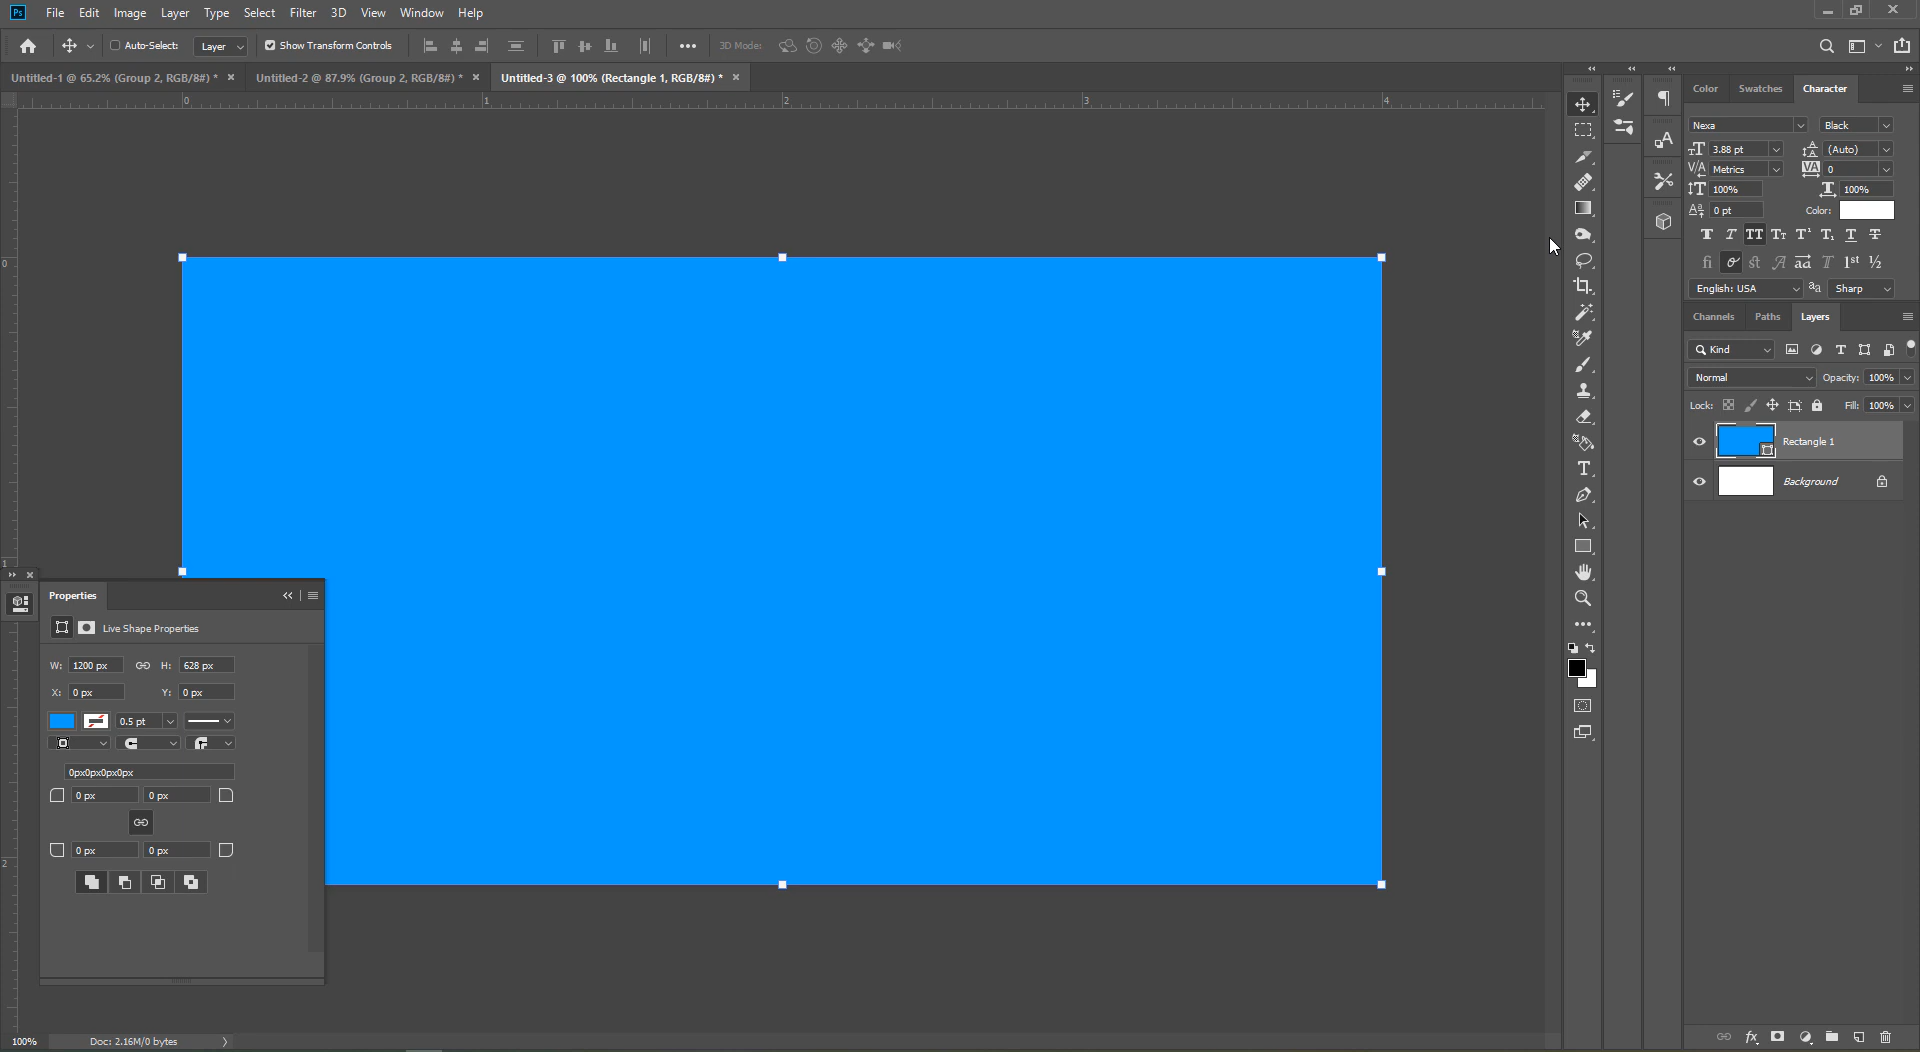 Ps File Edit Image Layer Type Select Filter 3D View Window Help
Auto-Select: Layer Show Transform Controls 3D Mode:
Untitled-1 @ 65.2% (Group 2, RGB/8#) * Untitled-2 @ 87.9% (Group 2, RGB/8#) * Untitled-3 @ 100% (Rectangle 1, RGB/8#) *
0 1 2 3 4
0
1
2
Color Swatches Character
Nexa Black
3.88 pt (Auto)
Metrics 0
100% 100%
0 pt Color:
English: USA Sharp
Channels Paths Layers
Kind
Normal Opacity: 100%
Lock: Fill: 100%
Rectangle 1
Background
Properties
Live Shape Properties
W: 1200 px H: 628 px
X: 0 px Y: 0 px
0.5 pt
0px0px0px0px
0 px 0 px
0 px 0 px
100% Doc: 2.16M/0 bytes